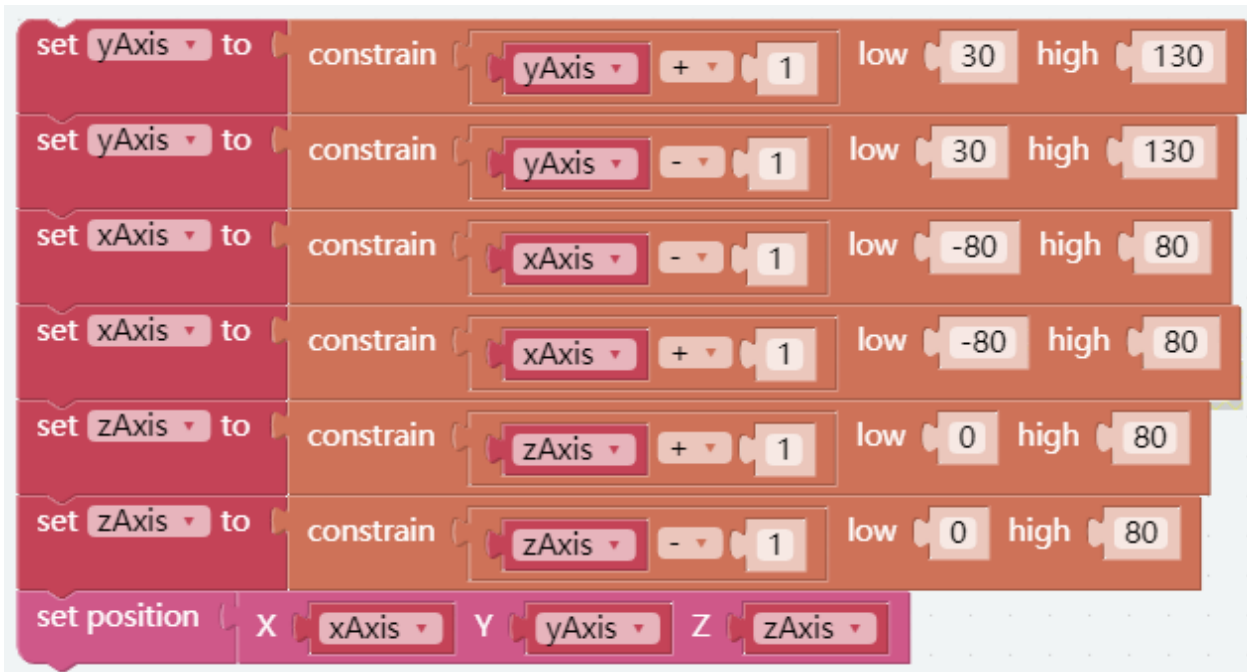 set yAxis to constrain yAxis + 1 low 30 high 130
set yAxis to constrain yAxis - 1 low 30 high 130
set xAxis to constrain xAxis - 1 low -80 high 80
set xAxis to constrain xAxis + 1 low -80 high 80
set zAxis to constrain zAxis + 1 low 0 high 80
set zAxis to constrain zAxis - 1 low 0 high 80
set position X xAxis Y yAxis Z zAxis